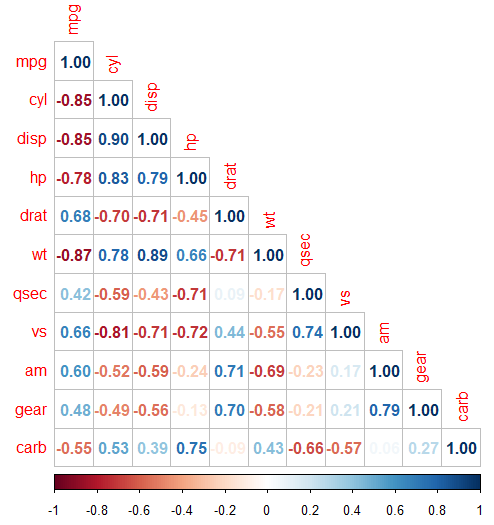 mpg
mpg 1.00 cyl
cyl -0.85 1.00 disp
disp -0.85 0.90 1.00 hp
hp -0.78 0.83 0.79 1.00 drat
drat 0.68 -0.70 -0.71 -0.45 1.00 wt
wt -0.87 0.78 0.89 0.66 -0.71 1.00 qsec
qsec 0.42 -0.59 -0.43 -0.71 0.09 -0.17 1.00 vs
vs 0.66 -0.81 -0.71 -0.72 0.44 -0.55 0.74 1.00 am
am 0.60 -0.52 -0.59 -0.24 0.71 -0.69 -0.23 0.17 1.00 gear
gear 0.48 -0.49 -0.56 -0.13 0.70 -0.58 -0.21 0.21 0.79 1.00 carb
carb -0.55 0.53 0.39 0.75 -0.09 0.43 -0.66 -0.57 0.06 0.27 1.00
-1 -0.8 -0.6 -0.4 -0.2 0 0.2 0.4 0.6 0.8 1